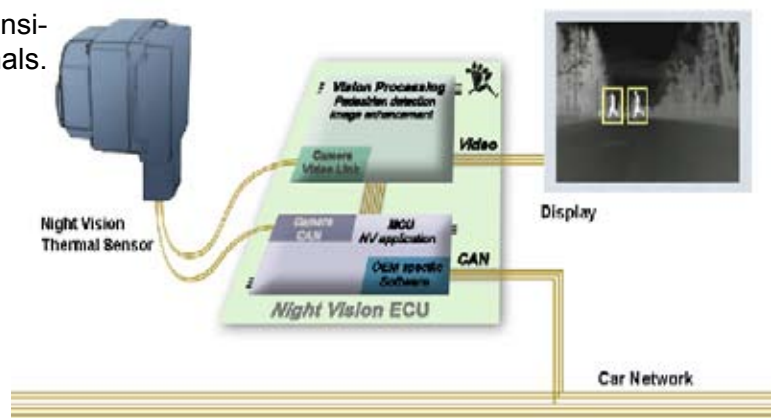 nsi-
als.
Vision Processing
Pedestrian detection
image enhancement
Video
Camera
Video Link
Display
Night Vision
Thermal Sensor
Camera
CAN
MCU
NV application
CAN
OEM specific
Software
Night Vision ECU
Car Network